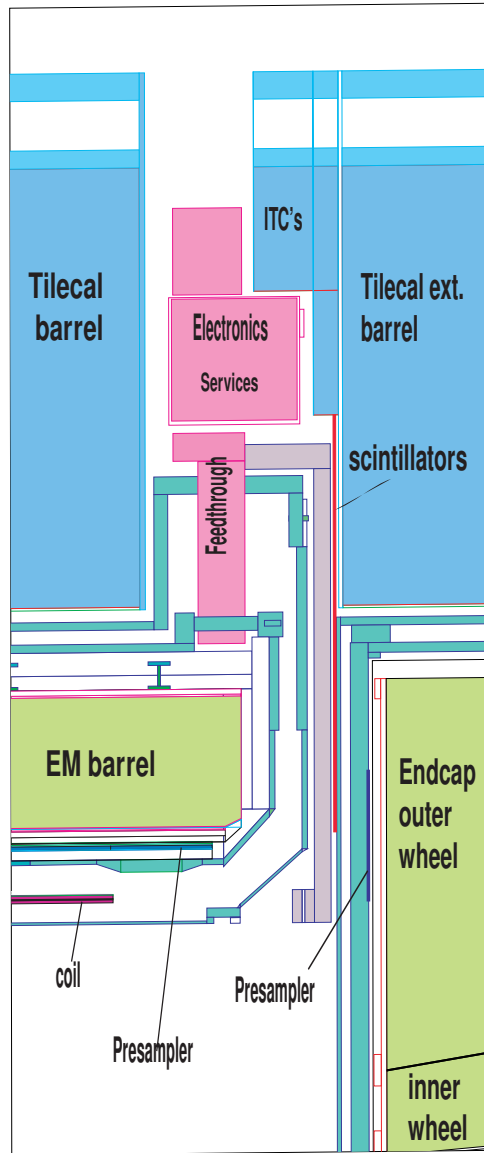 ITC's
Tilecal
barrel
Tilecal ext.
barrel
Electronics
Services
scintillators
Feedthrough
EM barrel
Endcap
outer
wheel
coil
Presampler
Presampler
inner
wheel